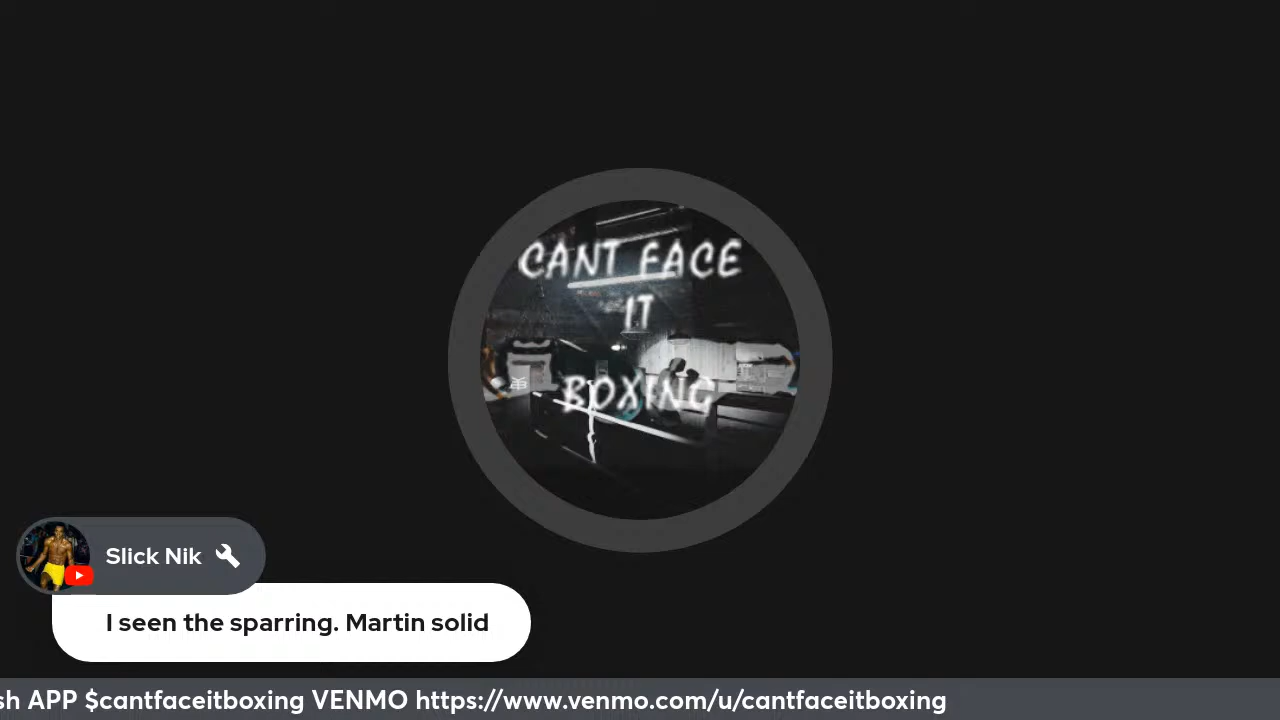 CANT FACE
IT
BOXING
Slick Nik
I seen the sparring. Martin solid
sh APP $cantfaceitboxing VENMO https://www.venmo.com/u/cantfaceitboxing